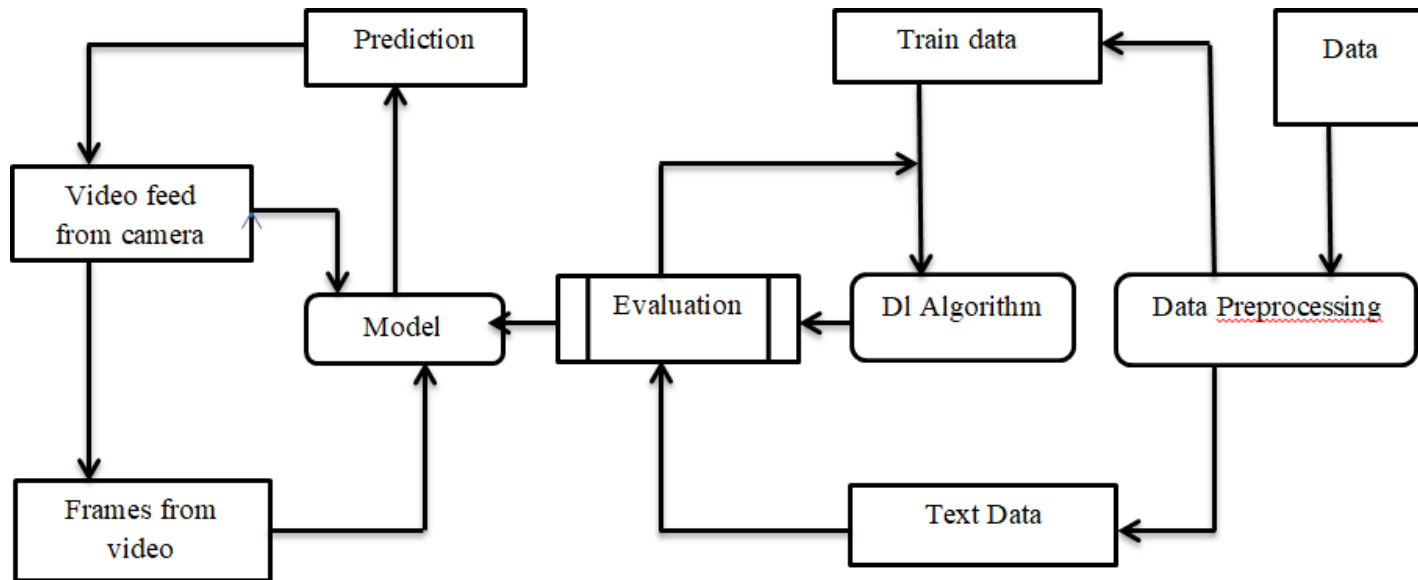 Prediction
Train data
Data
Video feed
from camera
Model
Evaluation
Dl Algorithm
Data Preprocessing
Frames from
video
Text Data